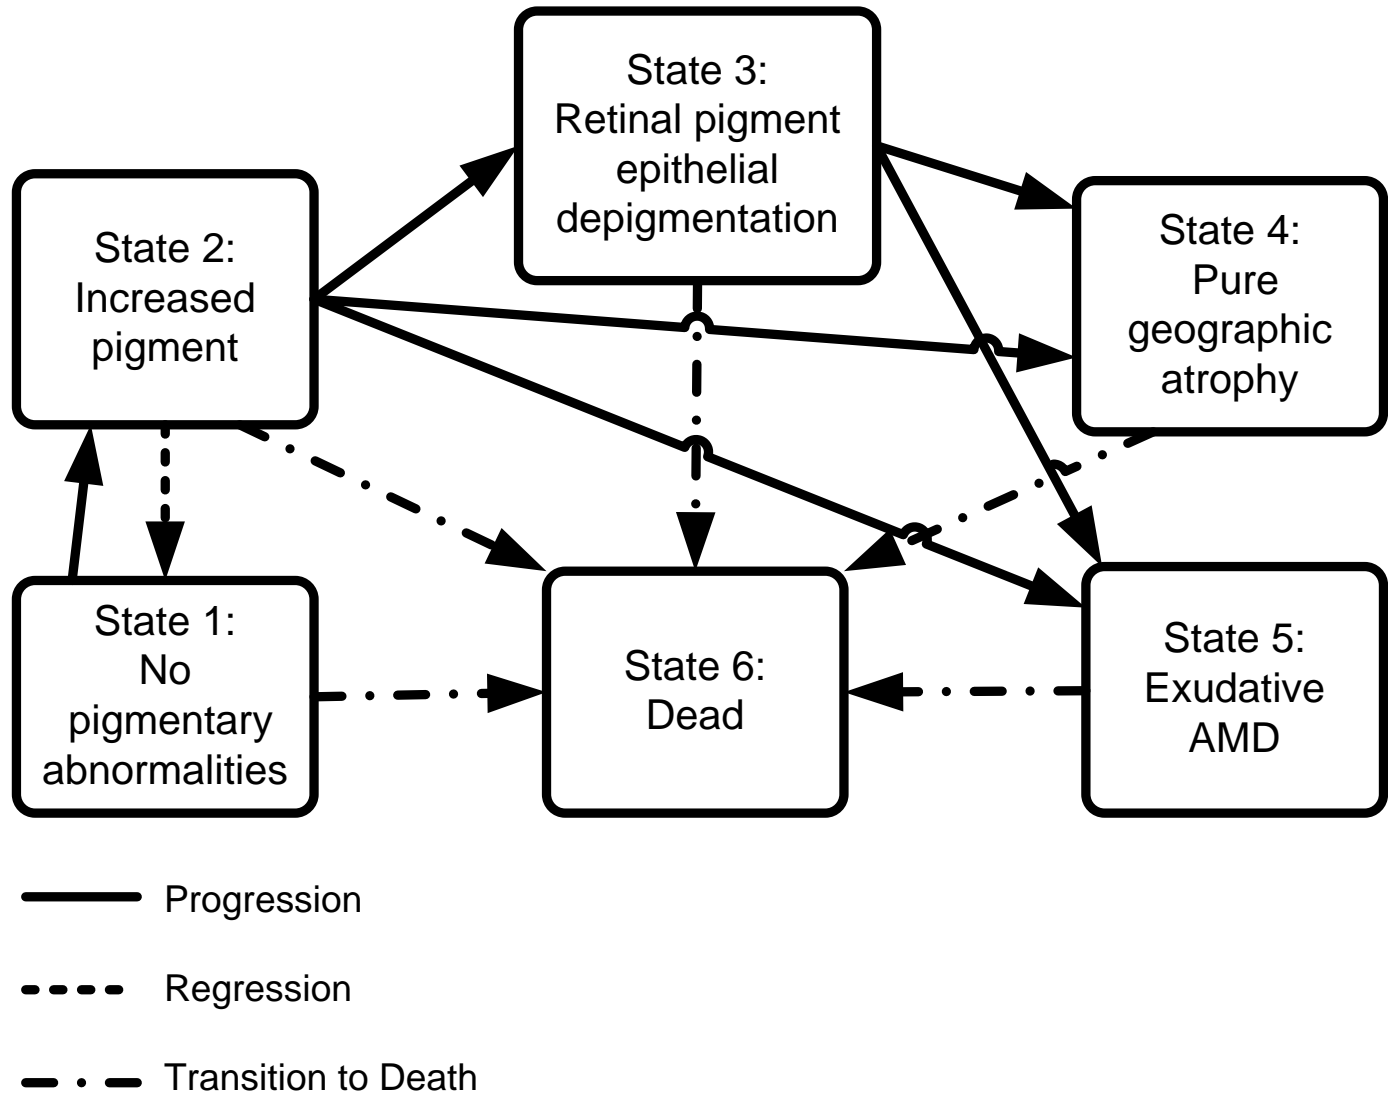 State 3:
Retinal pigment
epithelial
depigmentation
State 2:
Increased
pigment
State 4:
Pure
geographic
atrophy
State 1:
No
pigmentary
abnormalities
State 6:
Dead
State 5:
Exudative
AMD
Progression
Regression
Transition to Death